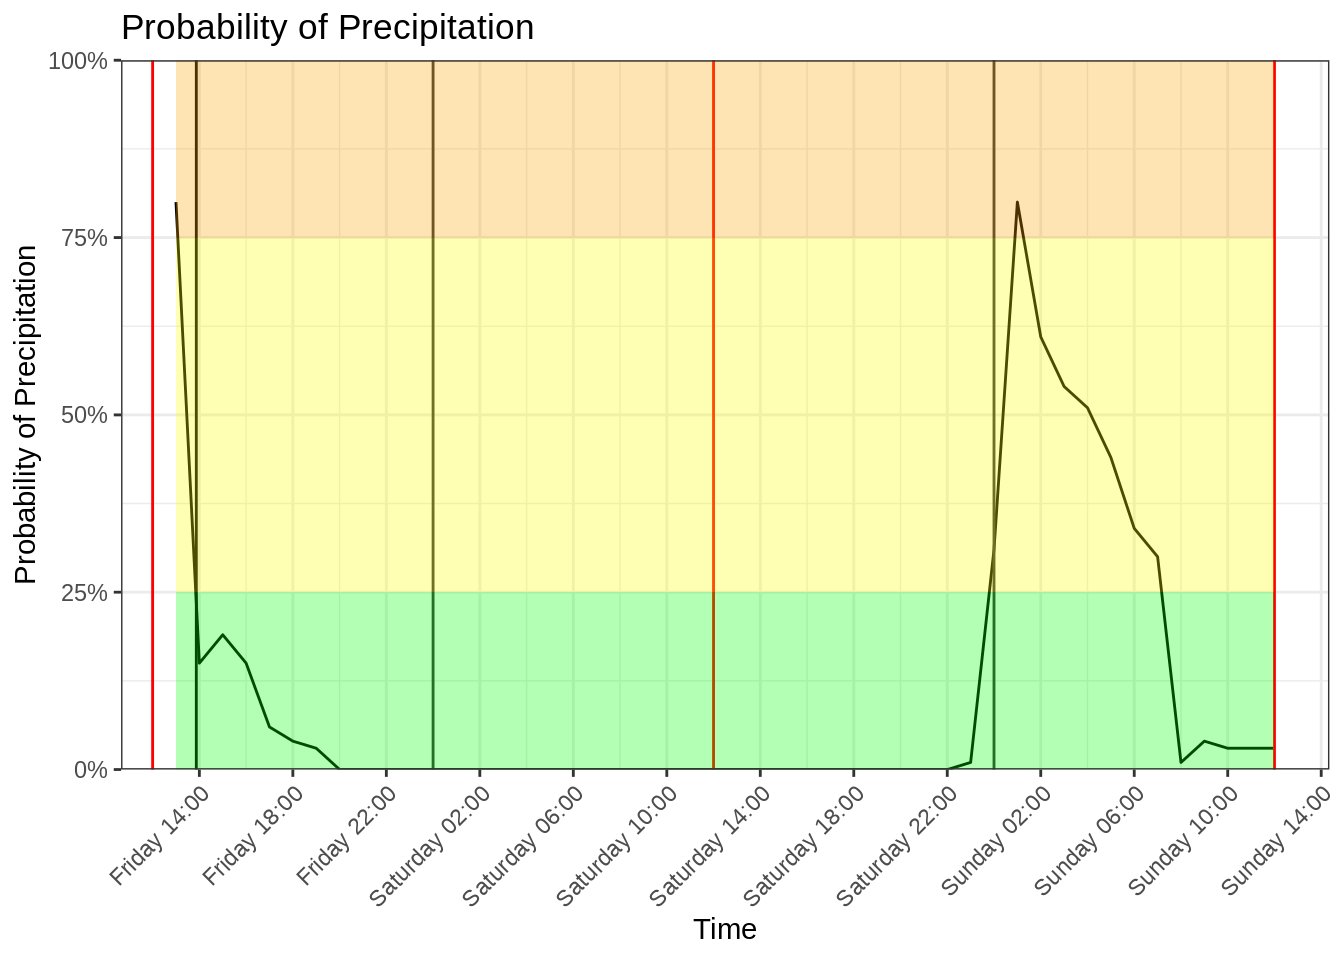 Probability of Precipitation
Probability of Precipitation
100%
75%
50%
25%
0%
Friday 14:00
Friday 18:00
Friday 22:00
Saturday 02:00
Saturday 06:00
Saturday 10:00
Saturday 14:00
Saturday 18:00
Saturday 22:00
Sunday 02:00
Sunday 06:00
Sunday 10:00
Sunday 14:00
Time